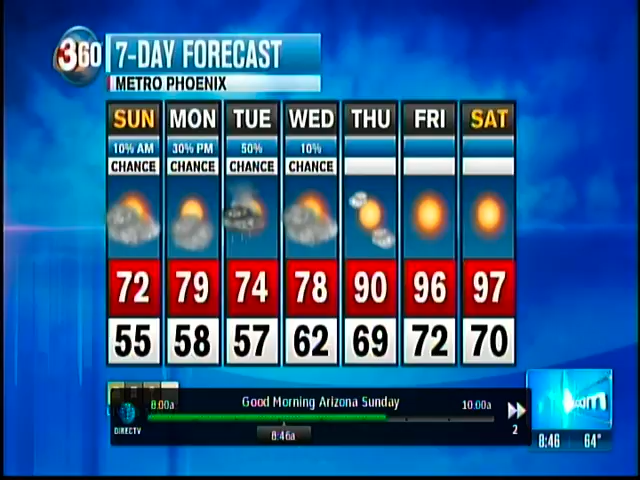 360
7-DAY FORECAST
METRO PHOENIX
SUN MON TUE WED THU FRI SAT
10% AM 30% PM 50% 10%
CHANCE CHANCE CHANCE CHANCE
72 79 74 78 90 96 97
55 58 57 62 69 72 70
8:00a Good Morning Arizona Sunday 10:00a
DIRECTV
8:46a
2
8:46 64°